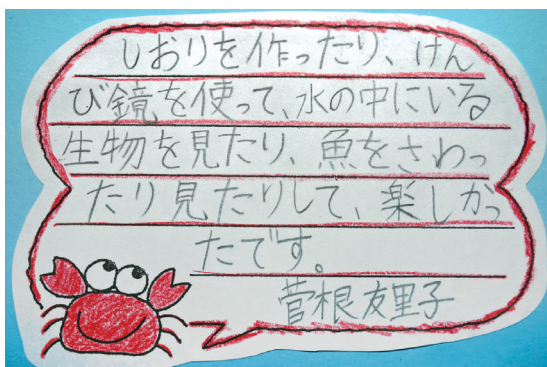 しおりを作ったり、けん
び鏡を使って、水の中にいる
生物を見たり、魚をさわっ
たり見たりして、楽しかっ
たです。
菅根友里子